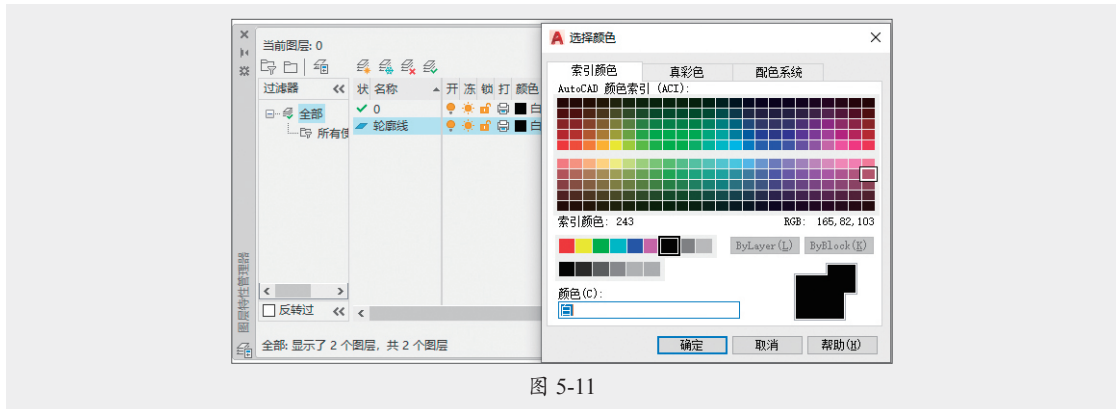 当前图层: 0
过滤器 << 状 名称 开 冻 锁 打 颜色
全部
0 白
所有使
轮廓线 白
反转过 <<
全部: 显示了 2 个图层, 共 2 个图层
图层特性管理器
选择颜色
索引颜色 真彩色 配色系统
AutoCAD 颜色索引 (ACI):
索引颜色: 243 RGB: 165,82,103
ByLayer(L) ByBlock(K)
颜色(C):
白
确定 取消 帮助(H)
图 5-11